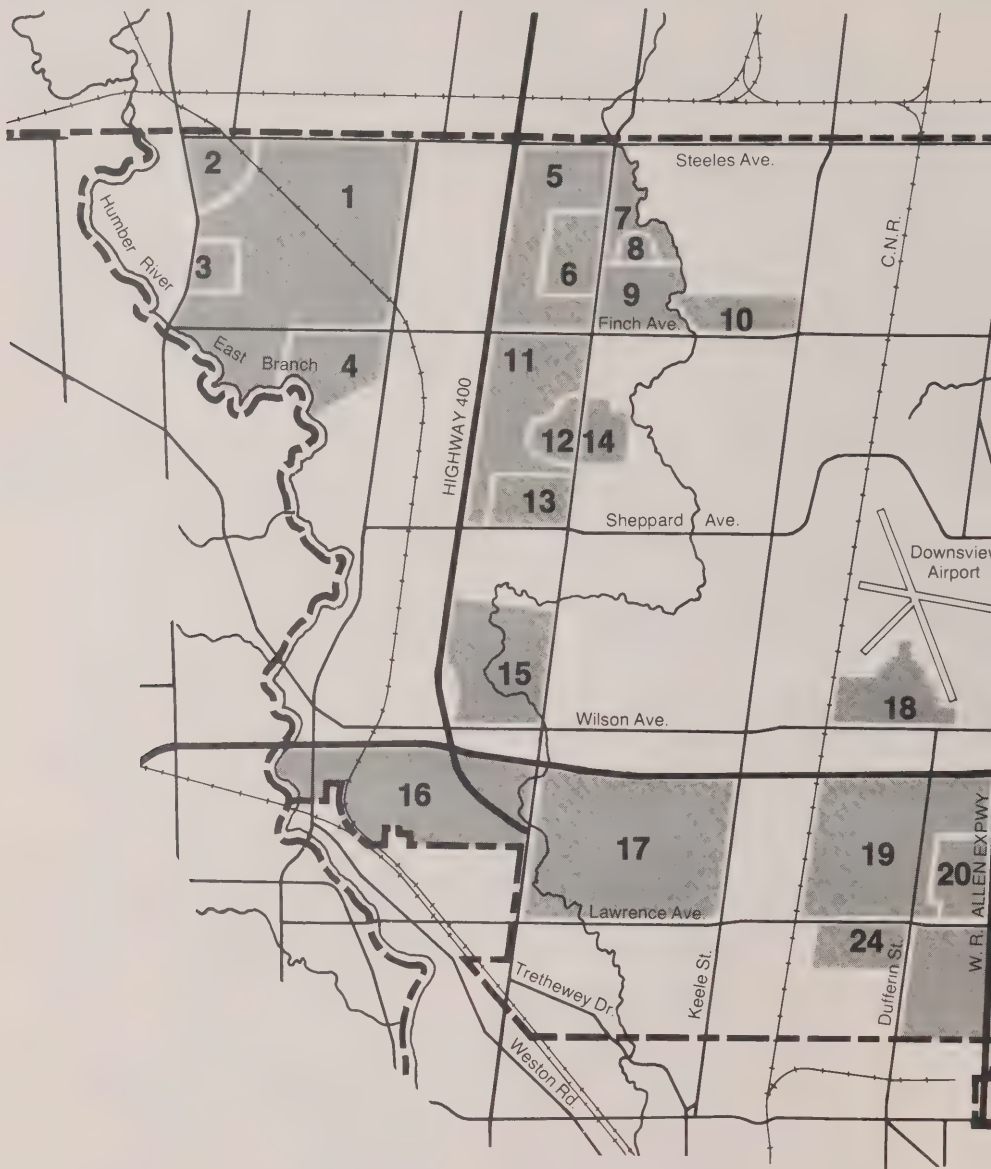 Steeles Ave.
2
1
5
7
8
3
6
9
10
Humber River
East Branch
C.N.R.
Finch Ave.
4
11
HIGHWAY 400
12
14
13
Sheppard Ave.
Downsview
Airport
15
18
Wilson Ave.
16
17
19
20
W. R. ALLEN EXPWY
Lawrence Ave.
24
Keele St.
Dufferin St.
Trethewey Dr.
Weston Rd.